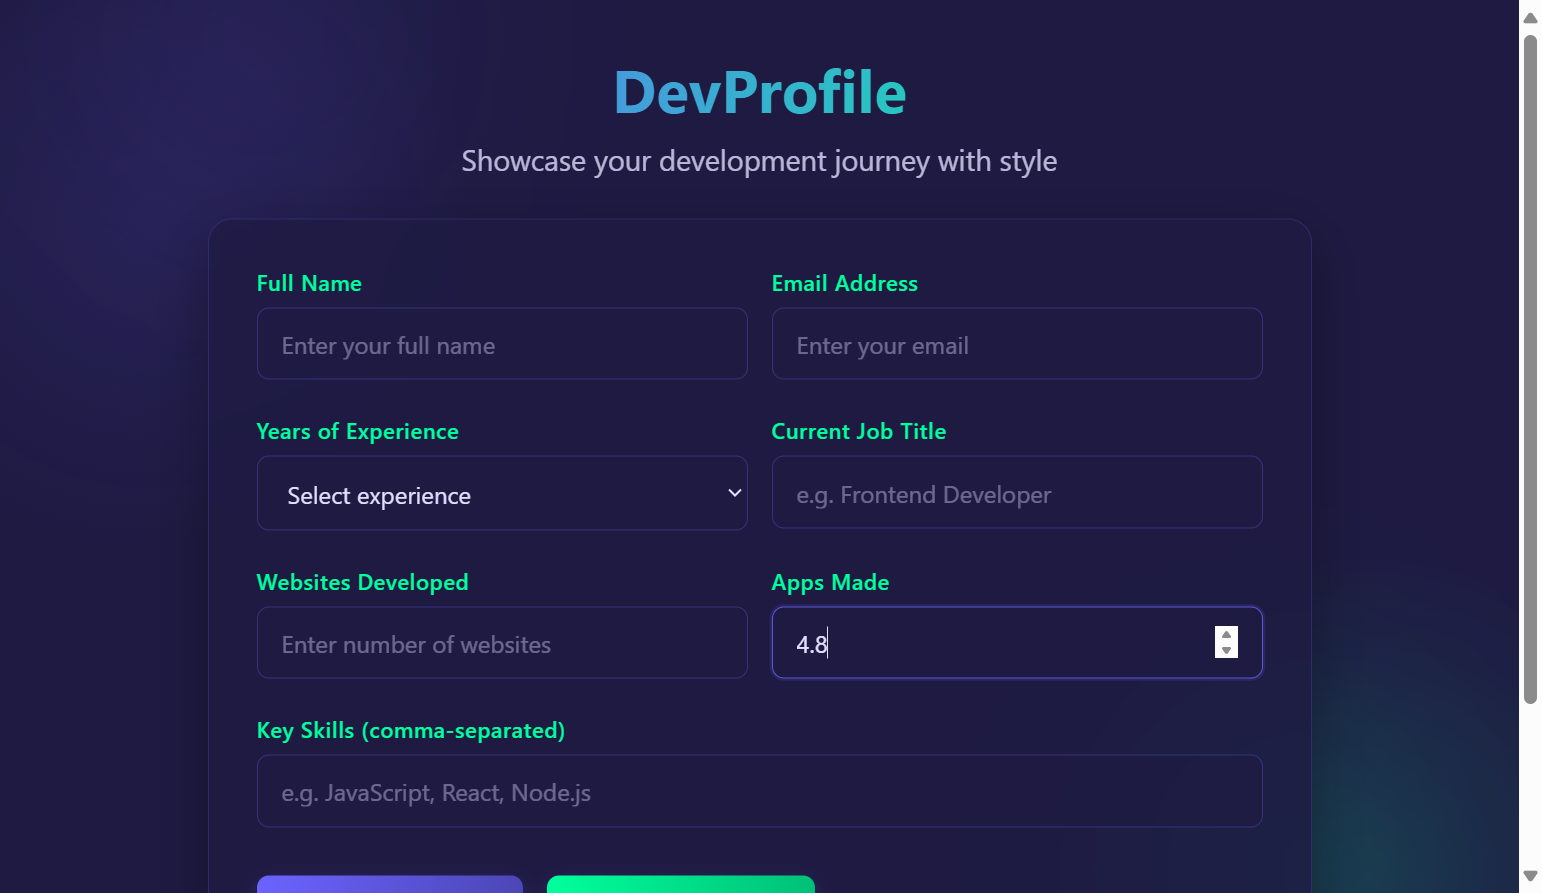 DevProfile
Showcase your development journey with style
Full Name
Email Address
Enter your full name
Enter your email
Years of Experience
Current Job Title
Select experience
e.g. Frontend Developer
Websites Developed
Apps Made
Enter number of websites
4.8
Key Skills (comma-separated)
e.g. JavaScript, React, Node.js